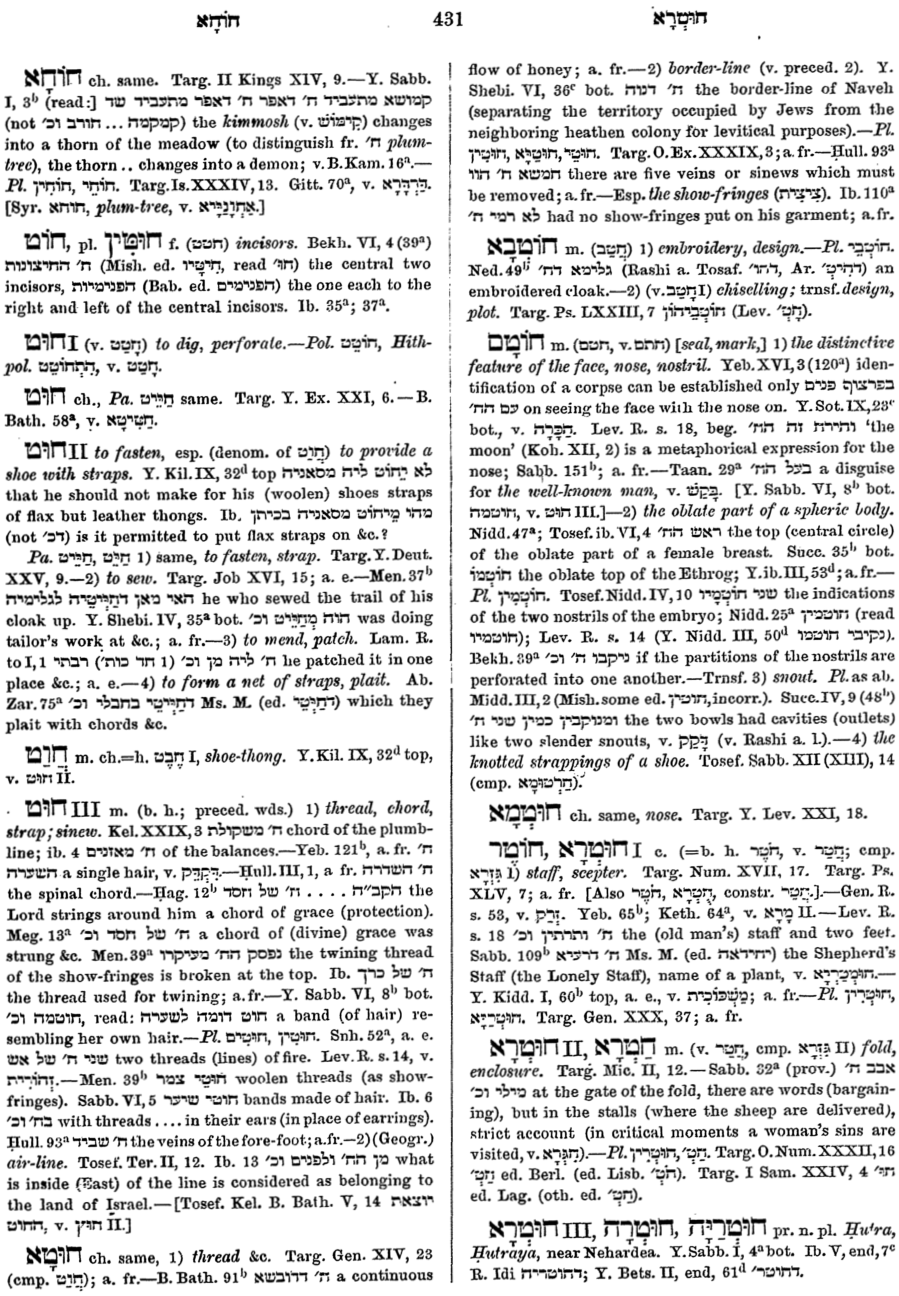 חוֹחָא 431 חוּטְרָא
חוֹחָא ch. same. Targ. II Kings XIV, 9.—Y. Sabb.
I, 3b (read:] קמושא מתעביד ח' דאפר ח' דאפר מתעביד שד
(not קמקמה ... חורב וכ') the kimmosh (v. קִימּוֹשׁ) changes
into a thorn of the meadow (to distinguish fr. ח' plum-
tree), the thorn .. changes into a demon; v. B. Kam. 16a.—
Pl. חוֹחֵי, חוֹחִין. Targ. Is. XXXIV, 13. Gitt. 70a, v. דַּרְדְּרָא.
[Syr. חוחא, plum-tree, v. אַחְוָנַיָּיא.]
חוֹט, pl. חוֹטִּין f. (חטט) incisors. Bekh. VI, 4 (39a)
ח' החיצונות (Mish. ed. חִיטָּיו, read חוֹ') the central two
incisors, הפנימיות (Bab. ed. הפנימים) the one each to the
right and left of the central incisors. Ib. 35a; 37a.
חוּט I (v. חָטַט) to dig, perforate.—Pol. חוֹטֵט, Hith-
pol. הִתְחוֹטֵט, v. חָטַט.
חוּט ch., Pa. חַיֵּיט same. Targ. Y. Ex. XXI, 6.—B.
Bath. 58a, v. חַטִּיטָא.
חוּט II to fasten, esp. (denom. of חוּט) to provide a
shoe with straps. Y. Kil. IX, 32d top לא יֵחוֹט ליה מסאניה
that he should not make for his (woolen) shoes straps
of flax but leather thongs. Ib. מהי מֵיחוֹט מסאניה בכיתן
(not דכ') is it permitted to put flax straps on &c.?
Pa. חַיֵּיט, חַיֵּט 1) same, to fasten, strap. Targ. Y. Deut.
XXV, 9.—2) to sew. Targ. Job XVI, 15; a. e.—Men. 37b
האי מאן דחַיְּיטֵיהּ לגלימיה he who sewed the trail of his
cloak up. Y. Shebi. IV, 35a bot. הוה מְחַיֵּיט וכ' was doing
tailor's work at &c.; a. fr.—3) to mend, patch. Lam. R.
to I, 1 רבתי (חד כות' 1) ח' ליה מן וכ' he patched it in one
place &c.; a. e.—4) to form a net of straps, plait. Ab.
Zar. 75a דחַיְּיטֵי בחבלי וכ' Ms. M. (ed. דחַיְטֵי) which they
plait with chords &c.
חֲוַט m. ch.=h. חֶבֶט I, shoe-thong. Y. Kil. IX, 32d top,
v. חוּט II.
חוּט III m. (b. h.; preced. wds.) 1) thread, chord,
strap; sinew. Kel. XXIX, 3 ח' משקולת chord of the plumb-
line; ib. 4 ח' מאזנים of the balances.—Yeb. 121b, a. fr. ח'
השערה a single hair, v. דִּקְדֵּק.—Ḥull. III, 1, a fr. ח' השדרה
the spinal chord.—Ḥag. 12b הקב״ה .... ח' של חסד the
Lord strings around him a chord of grace (protection).
Meg. 13a ח' של חסד וכ' a chord of (divine) grace was
strung &c. Men. 39a נפסק הח' מעיקרו the twining thread
of the show-fringes is broken at the top. Ib. ח' של כרך
the thread used for twining; a. fr.—Y. Sabb. VI, 8b bot.
חוטמה וכ', read: חוט דומה לשערה a band (of hair) re-
sembling her own hair.—Pl. חוּטִין, חוּטִים. Snh. 52a, a. e.
שני ח' של אש two threads (lines) of fire. Lev. R. s. 14, v.
זְהוֹרִית.—Men. 39b חוּטֵי צמר woolen threads (as show-
fringes). Sabb. VI, 5 חוטי שיער bands made of hair. Ib. 6
בח' וכ' with threads .... in their ears (in place of earrings).
Ḥull. 93a ח' שביד the veins of the fore-foot; a. fr.—2) (Geogr.)
air-line. Tosef. Ter. II, 12. Ib. 13 מן הח' ולפנים וכ' what
is inside (East) of the line is considered as belonging to
the land of Israel.—[Tosef. Kel. B. Bath. V, 14 יוצאת
החוט, v. חוּץ II.]
חוּטָא ch. same, 1) thread &c. Targ. Gen. XIV, 23
(cmp. חֲוַט); a. fr.—B. Bath. 91b ח' דדובשא a continuous
flow of honey; a. fr.—2) border-line (v. preced. 2). Y.
Shebi. VI, 36c bot. ח' דנוה the border-line of Naveh
(separating the territory occupied by Jews from the
neighboring heathen colony for levitical purposes).—Pl.
חוּטֵי, חוּטַיָּא, חוּטִין. Targ. O. Ex. XXXIX, 3; a. fr.—Ḥull. 93a
חמשא ח' הוו there are five veins or sinews which must
be removed; a. fr.—Esp. the show-fringes (צִיצִית). Ib. 110a
לא רמי ח' had no show-fringes put on his garment; a. fr.
חוֹטְבָא m. (חָטַב) 1) embroidery, design.—Pl. חוֹטְבֵי.
Ned. 49b גלימא דח' (Rashi a. Tosaf. דהו', Ar. דְהִיטְ') an
embroidered cloak.—2) (v. חָטַב I) chiselling; trnsf. design,
plot. Targ. Ps. LXXIII, 7 חוֹטְבֵיהוֹן (Lev. חֻטְ').
חוֹטֶם m. (חטם, v. חתם) [seal, mark,] 1) the distinctive
feature of the face, nose, nostril. Yeb. XVI, 3 (120a) iden-
tification of a corpse can be established only בפרצוף פנים
עם הח' on seeing the face with the nose on. Y. Sot. IX, 23c
bot., v. הַכָּרָה. Lev. R. s. 18, beg. והירח זה הח' 'the
moon' (Koh. XII, 2) is a metaphorical expression for the
nose; Sabb. 151b; a. fr.—Taan. 29a בעל הח' a disguise
for the well-known man, v. בָּקַשׁ. [Y. Sabb. VI, 8b bot.
חוטמה, v. חוּט III.]—2) the oblate part of a spheric body.
Nidd. 47a; Tosef. ib. VI, 4 ראש הח' the top (central circle)
of the oblate part of a female breast. Succ. 35b bot.
חוֹטְמוֹ the oblate top of the Ethrog; Y. ib. III, 53d; a. fr.—
Pl. חוֹטְמִין. Tosef. Nidd. IV, 10 שני חוֹטְמָיו the indications
of the two nostrils of the embryo; Nidd. 25a חוטמין (read
חוטמיו); Lev. R. s. 14 (Y. Nidd. III, 50d נקיבי חוטמו).
Bekh. 39a ניקבו ח' וכ' if the partitions of the nostrils are
perforated into one another.—Trnsf. 3) snout. Pl. as ab.
Midd. III, 2 (Mish. some ed. חוּטִין, incorr.). Succ. IV, 9 (48b)
ומנוקבין כמין שני ח' the two bowls had cavities (outlets)
like two slender snouts, v. דָּקַק (v. Rashi a. l.).—4) the
knotted strappings of a shoe. Tosef. Sabb. XII (XIII), 14
(cmp. חַרְטוּמָא).
חוּטְמָא ch. same, nose. Targ. Y. Lev. XXI, 18.
חוּטְרָא, חוֹטֶר I c. (=b. h. חֹטֶר, v. חֲטַר; cmp.
גִּזְרָא 1) staff, scepter. Targ. Num. XVII, 17. Targ. Ps.
XLV, 7; a. fr. [Also חֻטְרָא, חֹטֶר, constr. חֲטַר.]—Gen. R.
s. 53, v. זְרַק. Yeb. 65b; Keth. 64a, v. מָרָא II.—Lev. R.
s. 18 ח' ותרתין וכ' the (old man's) staff and two feet.
Sabb. 109b ח' דרעיא Ms. M. (ed. יחידאה) the Shepherd's
Staff (the Lonely Staff), name of a plant, v. חוּמְטְרַיָּא.—
Y. Kidd. I, 60b top, a. e., v. מַשְׁכּוֹכִית; a. fr.—Pl. חוּטְרִין,
חוּטְרַיָּא. Targ. Gen. XXX, 37; a. fr.
חוּטְרָא II, חֻטְרָא m. (v. חֲטַר, cmp. גִּזְרָא II) fold,
enclosure. Targ. Mic. II, 12.—Sabb. 32a (prov.) אבב ח'
מילי וכ' at the gate of the fold, there are words (bargain-
ing), but in the stalls (where the sheep are delivered),
strict account (in critical moments a woman's sins are
visited, v. חִגְרָא).—Pl. חוּטְרִין, חֻטְ'. Targ. O. Num. XXXII, 16
חֻטְ' ed. Berl. (ed. Lisb. חֻטְ'). Targ. I Sam. XXIV, 4 חוּ'
ed. Lag. (oth. ed. חֻטְ').
חוּטְרָא III, חוּטְרָה, חוּטְרַיָּה pr. n. pl. Ḥuṭra,
Ḥuṭraya, near Nehardea. Y. Sabb. I, 4a bot. Ib. V, end, 7c
R. Idi דחוטריה; Y. Bets. II, end, 61d דחוטר'.